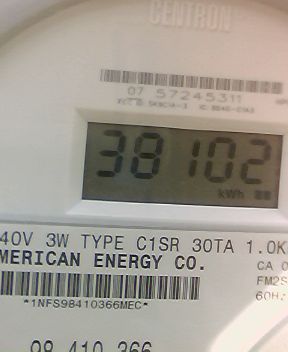 CENTRON
07 57245311
38102
kWh
40V 3W TYPE C1SR 30TA 1.0K
MERICAN ENERGY CO.
CA 0
FM2S
60H
*1NFS98410366MEC*
98 410 366